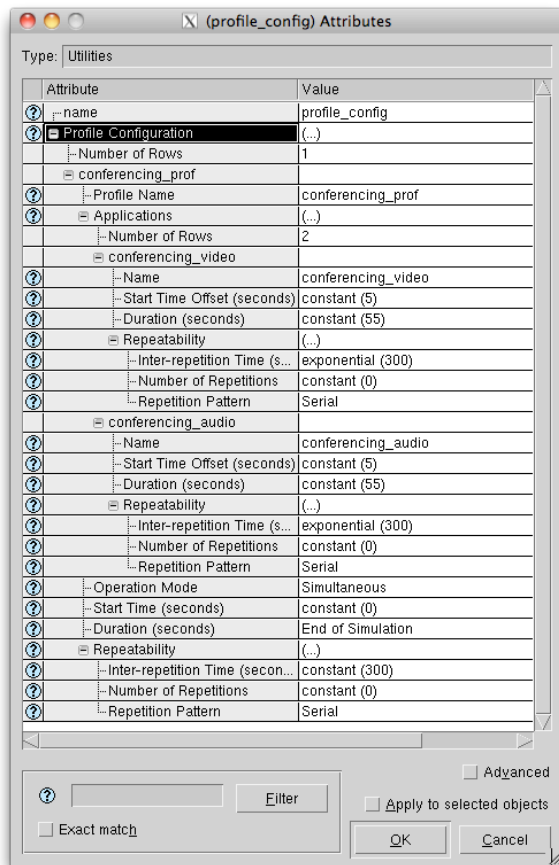 X (profile_config) Attributes
Type: Utilities
Attribute Value
? name profile_config
? Profile Configuration (...)
Number of Rows 1
conferencing_prof
? Profile Name conferencing_prof
? Applications (...)
Number of Rows 2
conferencing_video
? Name conferencing_video
? Start Time Offset (seconds) constant (5)
? Duration (seconds) constant (55)
? Repeatability (...)
? Inter-repetition Time (s... exponential (300)
? Number of Repetitions constant (0)
? Repetition Pattern Serial
conferencing_audio
? Name conferencing_audio
? Start Time Offset (seconds) constant (5)
? Duration (seconds) constant (55)
? Repeatability (...)
? Inter-repetition Time (s... exponential (300)
? Number of Repetitions constant (0)
? Repetition Pattern Serial
? Operation Mode Simultaneous
? Start Time (seconds) constant (0)
? Duration (seconds) End of Simulation
? Repeatability (...)
? Inter-repetition Time (secon... constant (300)
? Number of Repetitions constant (0)
? Repetition Pattern Serial
Advanced
? Filter
Apply to selected objects
Exact match
OK Cancel